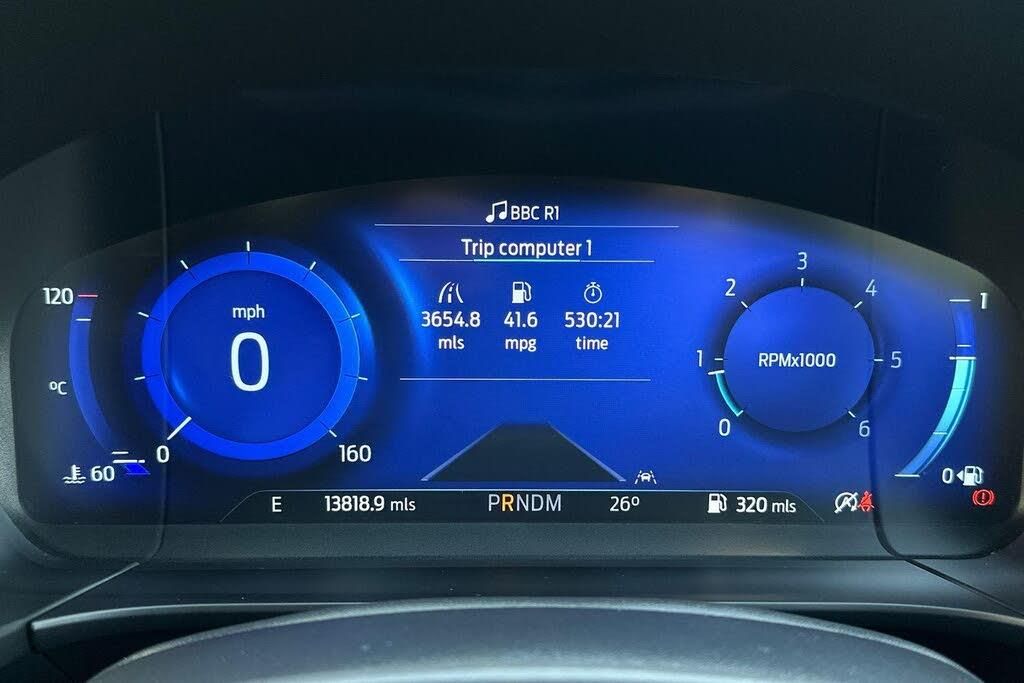 BBC R1
Trip computer 1
3654.8 41.6 530:21
mls mpg time
120
°C
60
mph
0
0 160
3
2 4
1 5
0 6
RPMx1000
1
0
E 13818.9 mls PRNDM 26° 320 mls